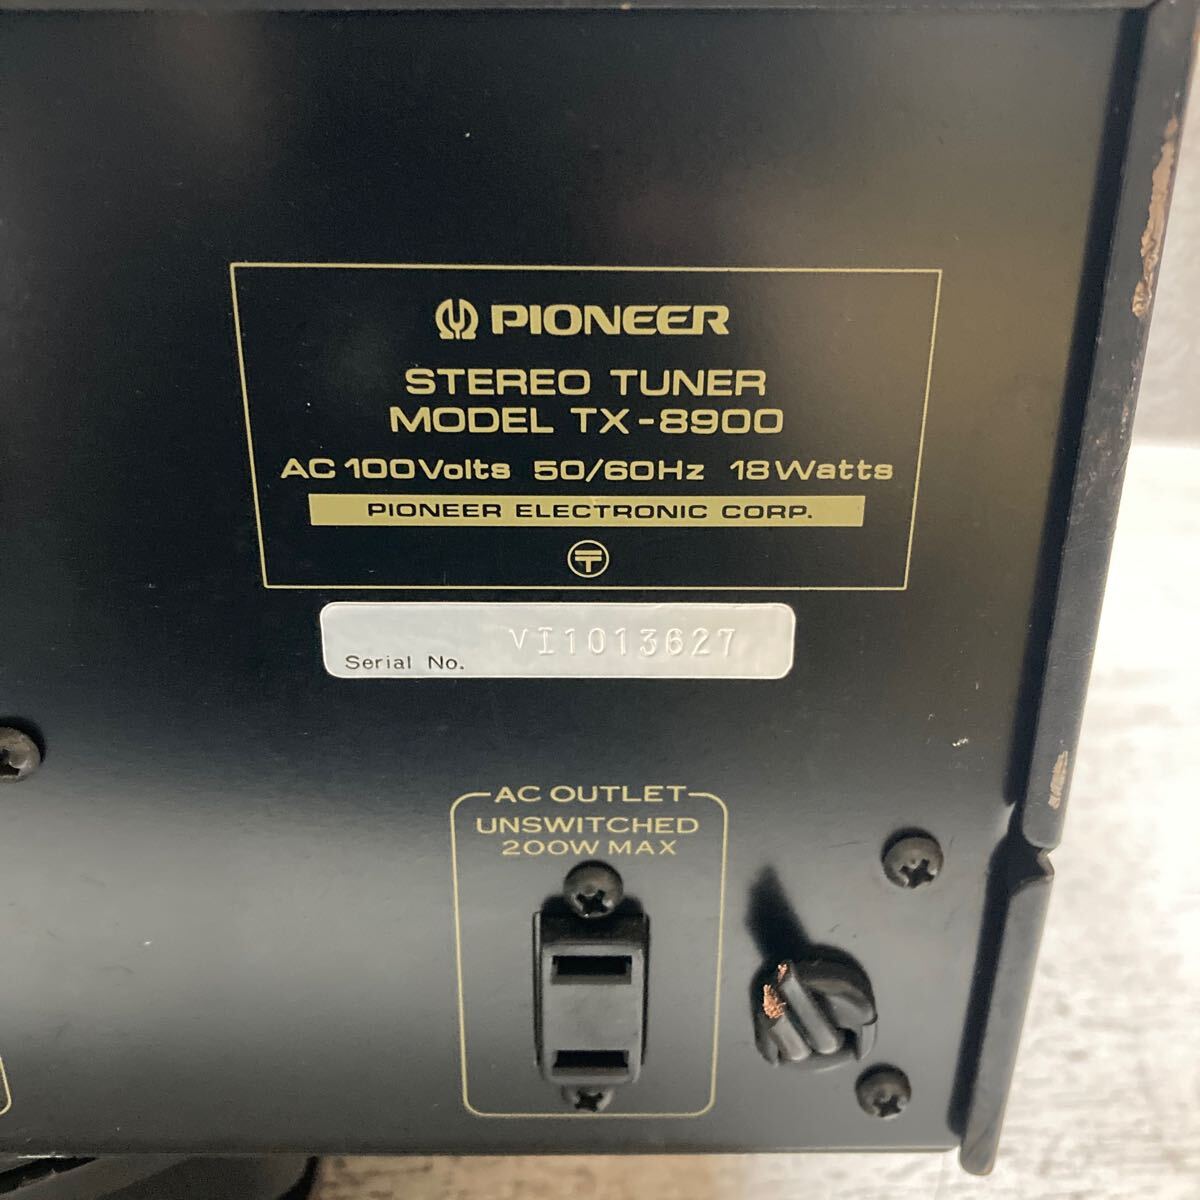 PIONEER
STEREO TUNER
MODEL TX-8900
AC 100Volts 50/60Hz 18Watts
PIONEER ELECTRONIC CORP.
〒
VI1013627
Serial No.
AC OUTLET
UNSWITCHED
200W MAX